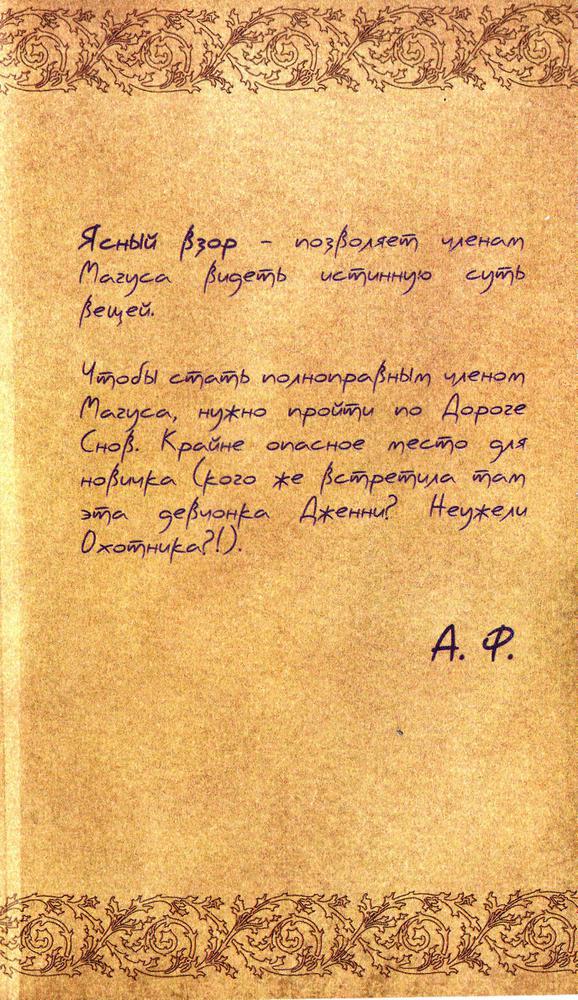 Ясный взор – позволяет членам
Магуса видеть истинную суть
вещей.
Чтобы стать полноправным членом
Магуса, нужно пройти по Дороге
Снов. Крайне опасное место для
новичка (кого же встретила там
эта девчонка Дженни? Неужели
Охотника?!).
А. Ф.